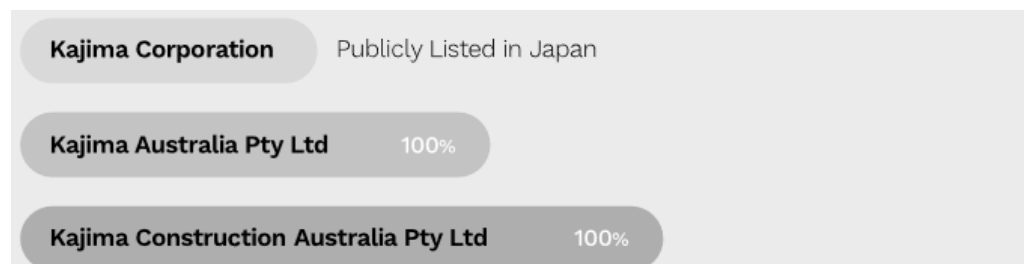 Kajima Corporation Publicly Listed in Japan
Kajima Australia Pty Ltd 100%
Kajima Construction Australia Pty Ltd 100%